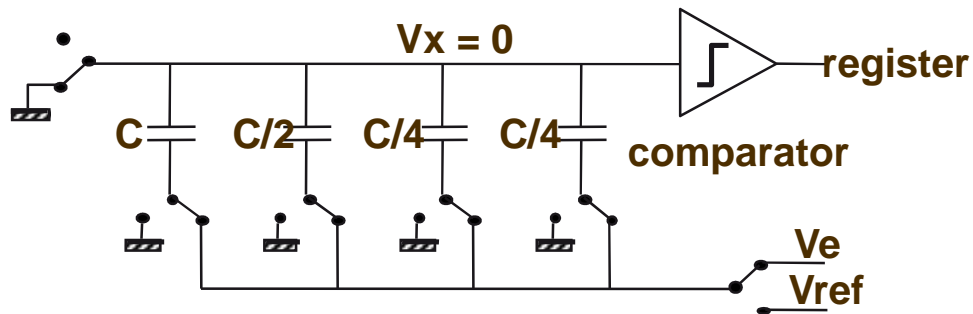 Vx = 0
register
C
C/2
C/4
C/4
comparator
Ve
Vref